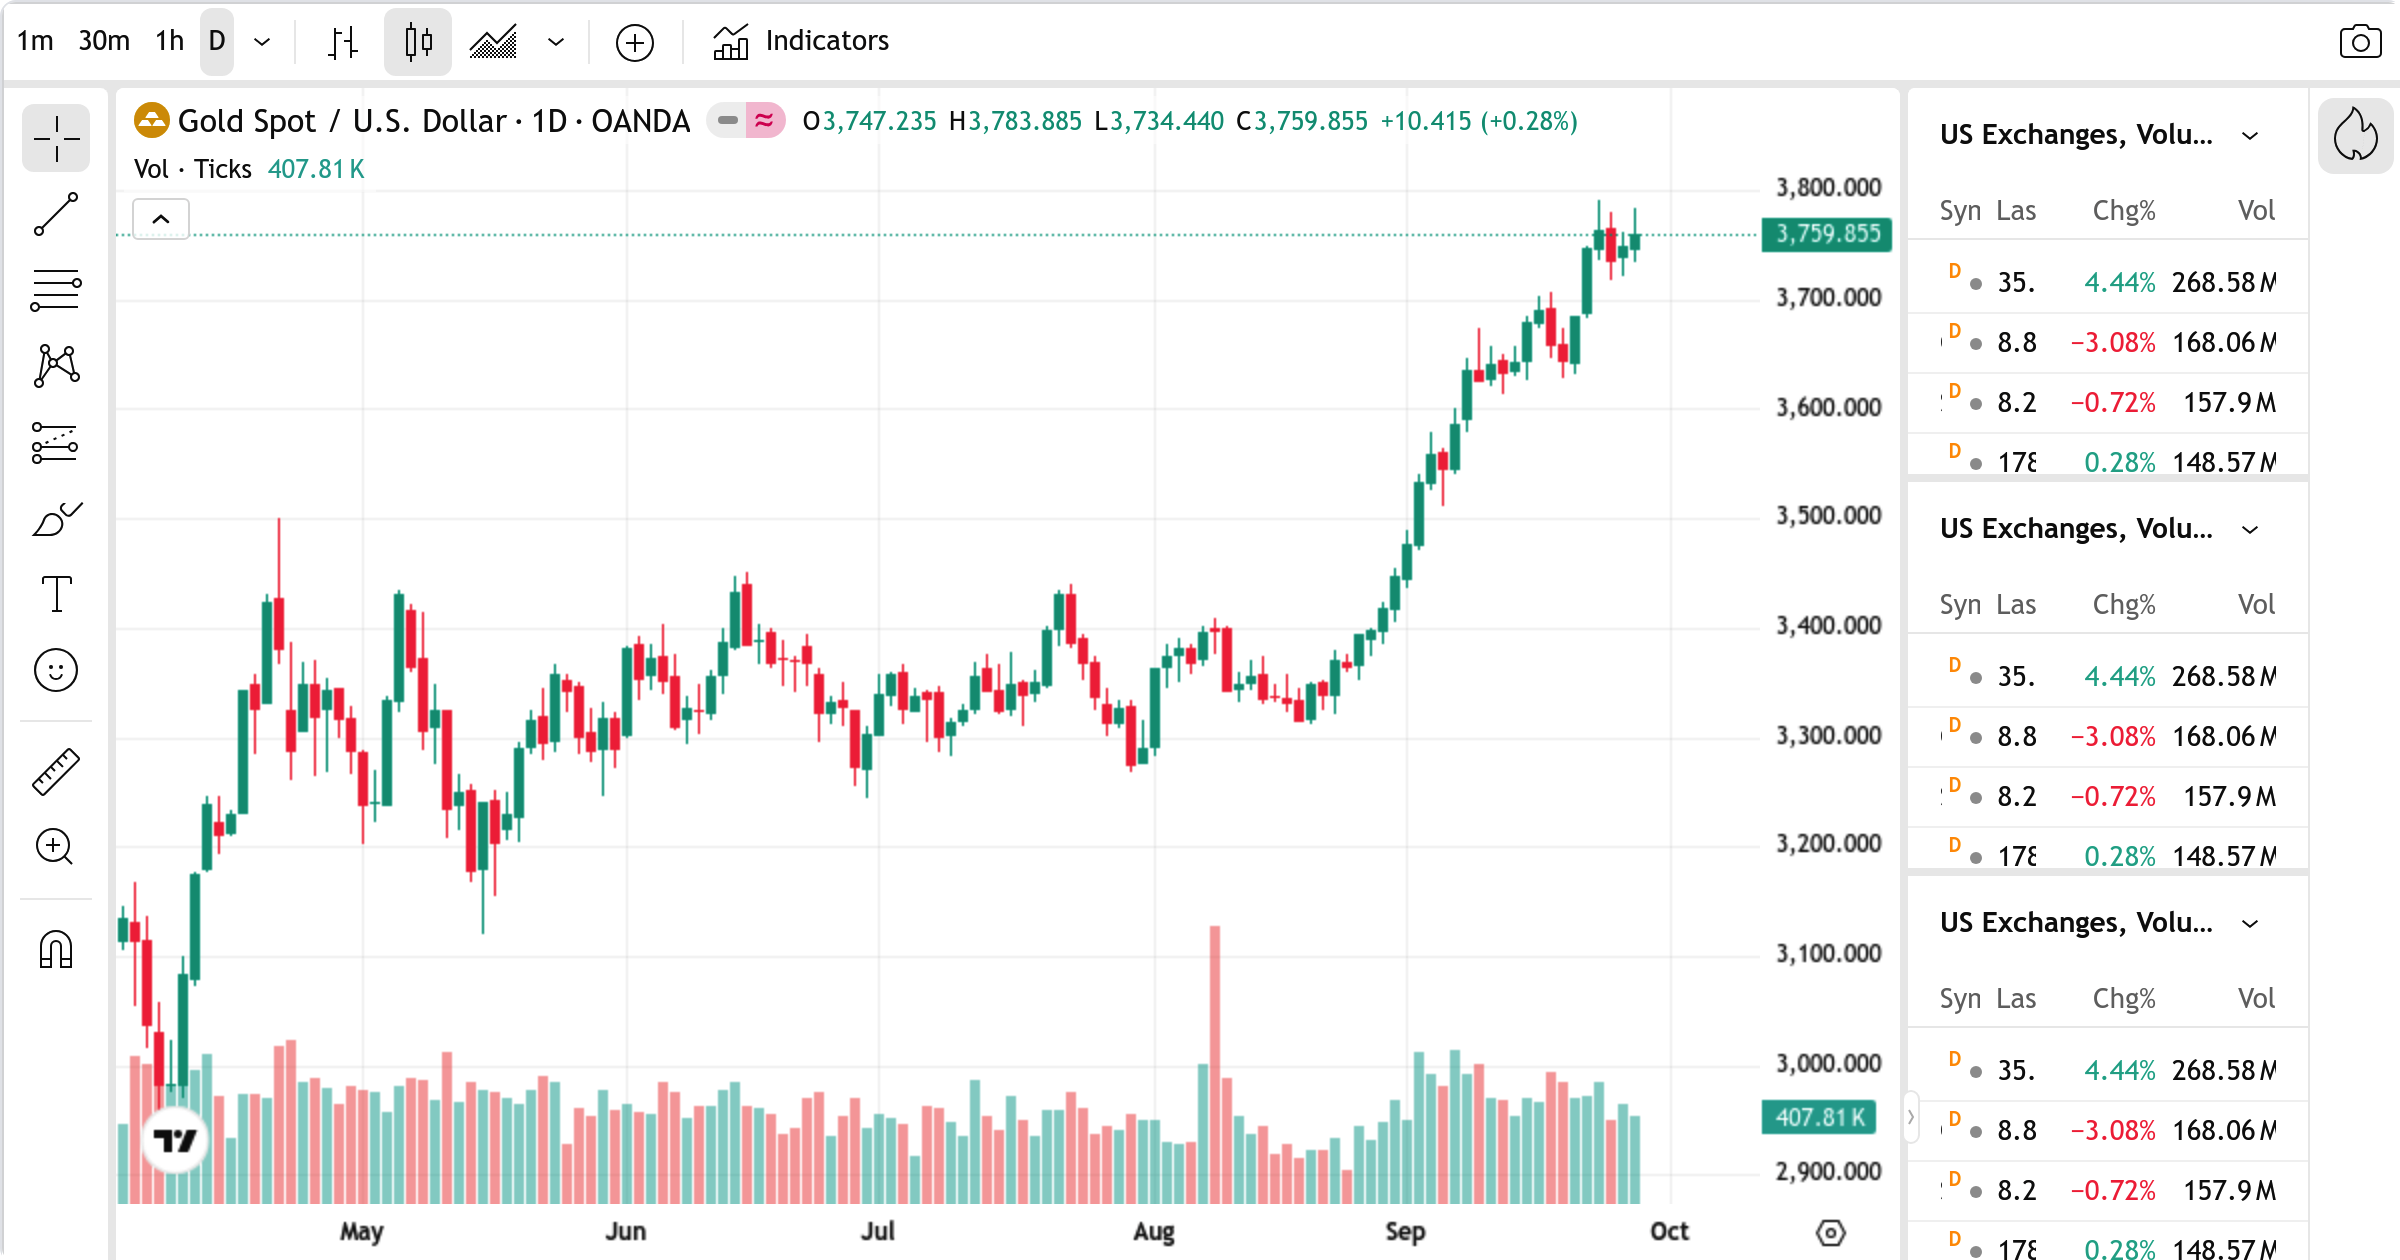 1m 30m 1h D Indicators
Gold Spot / U.S. Dollar · 1D · OANDA O3,747.235 H3,783.885 L3,734.440 C3,759.855 +10.415 (+0.28%)
Vol · Ticks 407.81 K
3,800.000
3,759.855
3,700.000
3,600.000
3,500.000
3,400.000
3,300.000
3,200.000
3,100.000
3,000.000
407.81 K
2,900.000
May Jun Jul Aug Sep Oct
US Exchanges, Volu...
Syn Las Chg% Vol
D 35. 4.44% 268.58 M
D 8.8 −3.08% 168.06 M
D 8.2 −0.72% 157.9 M
D 178 0.28% 148.57 M
US Exchanges, Volu...
Syn Las Chg% Vol
D 35. 4.44% 268.58 M
D 8.8 −3.08% 168.06 M
D 8.2 −0.72% 157.9 M
D 178 0.28% 148.57 M
US Exchanges, Volu...
Syn Las Chg% Vol
D 35. 4.44% 268.58 M
D 8.8 −3.08% 168.06 M
D 8.2 −0.72% 157.9 M
D 178 0.28% 148.57 M